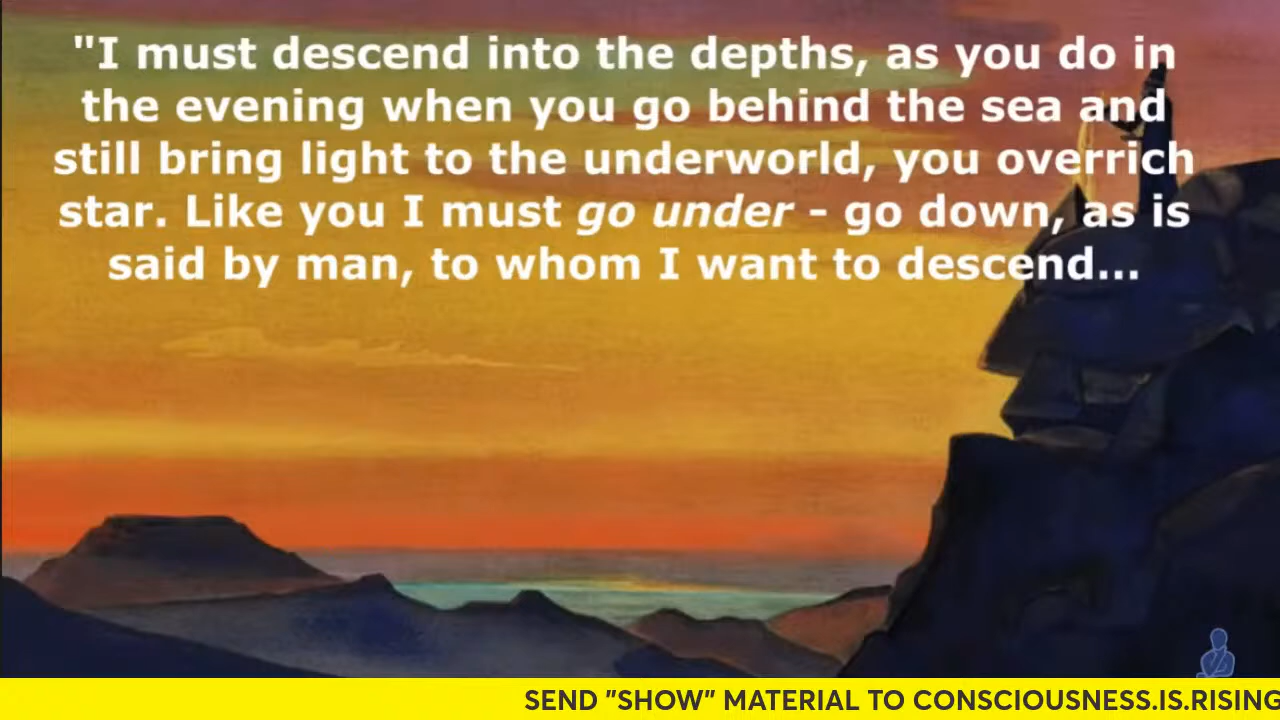 "I must descend into the depths, as you do in
the evening when you go behind the sea and
still bring light to the underworld, you overrich
star. Like you I must go under - go down, as is
said by man, to whom I want to descend...
SEND "SHOW" MATERIAL TO CONSCIOUSNESS.IS.RISING